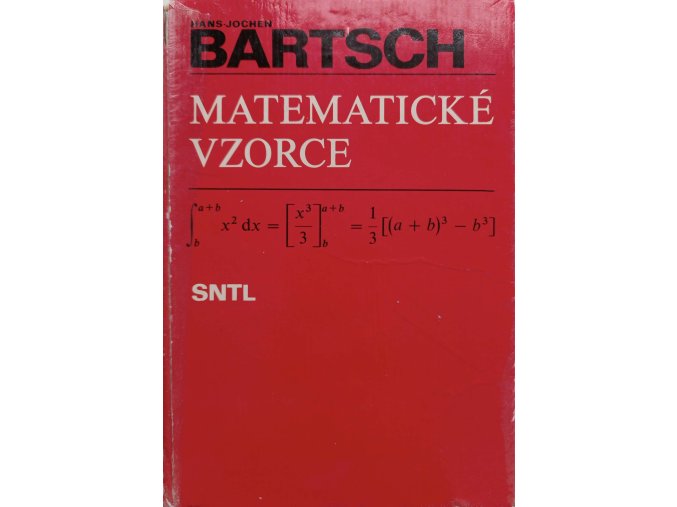 HANS-JOCHEN
BARTSCH
MATEMATICKÉ
VZORCE
∫_b^{a+b} x² dx = [x³/3]_b^{a+b} = 1/3 [(a + b)³ − b³]
SNTL